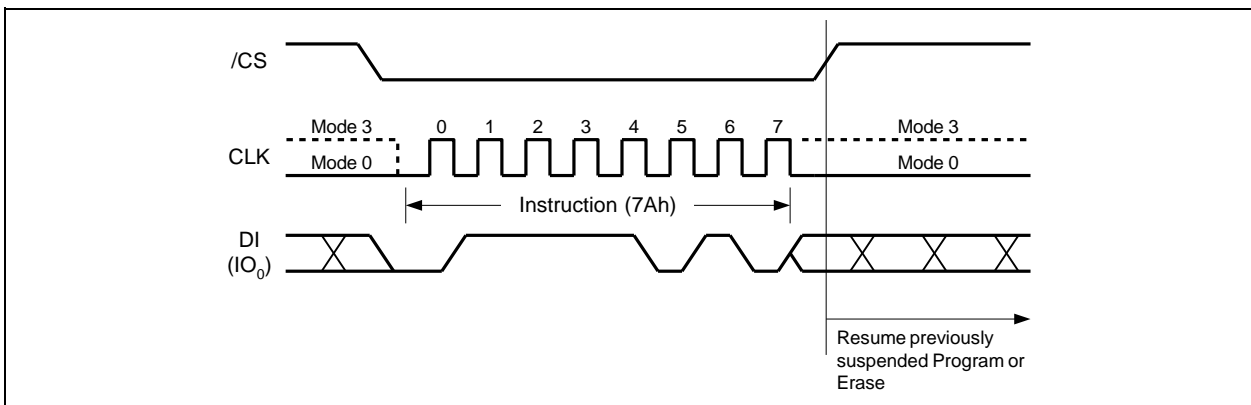 /CS
Mode 3 0 1 2 3 4 5 6 7 Mode 3
CLK
Mode 0 Mode 0
Instruction (7Ah)
DI
(IO0)
Resume previously
suspended Program or
Erase